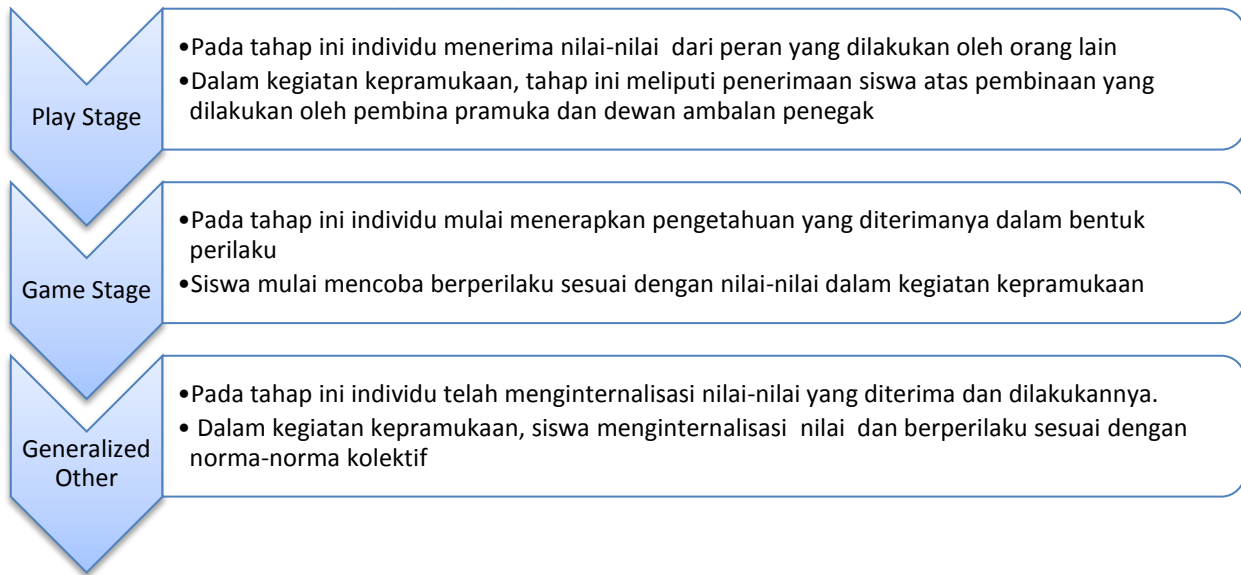 Play Stage
•Pada tahap ini individu menerima nilai-nilai dari peran yang dilakukan oleh orang lain
•Dalam kegiatan kepramukaan, tahap ini meliputi penerimaan siswa atas pembinaan yang
dilakukan oleh pembina pramuka dan dewan ambalan penegak
Game Stage
•Pada tahap ini individu mulai menerapkan pengetahuan yang diterimanya dalam bentuk
perilaku
•Siswa mulai mencoba berperilaku sesuai dengan nilai-nilai dalam kegiatan kepramukaan
Generalized
Other
•Pada tahap ini individu telah menginternalisasi nilai-nilai yang diterima dan dilakukannya.
• Dalam kegiatan kepramukaan, siswa menginternalisasi nilai dan berperilaku sesuai dengan
norma-norma kolektif